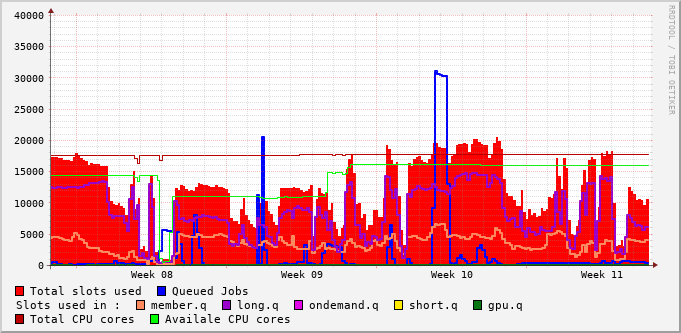 40000
35000
30000
25000
20000
15000
10000
5000
0
Week 08 Week 09 Week 10 Week 11
RRDTOOL / TOBI OETIKER
Total slots used Queued Jobs
Slots used in : member.q long.q ondemand.q short.q gpu.q
Total CPU cores Availale CPU cores